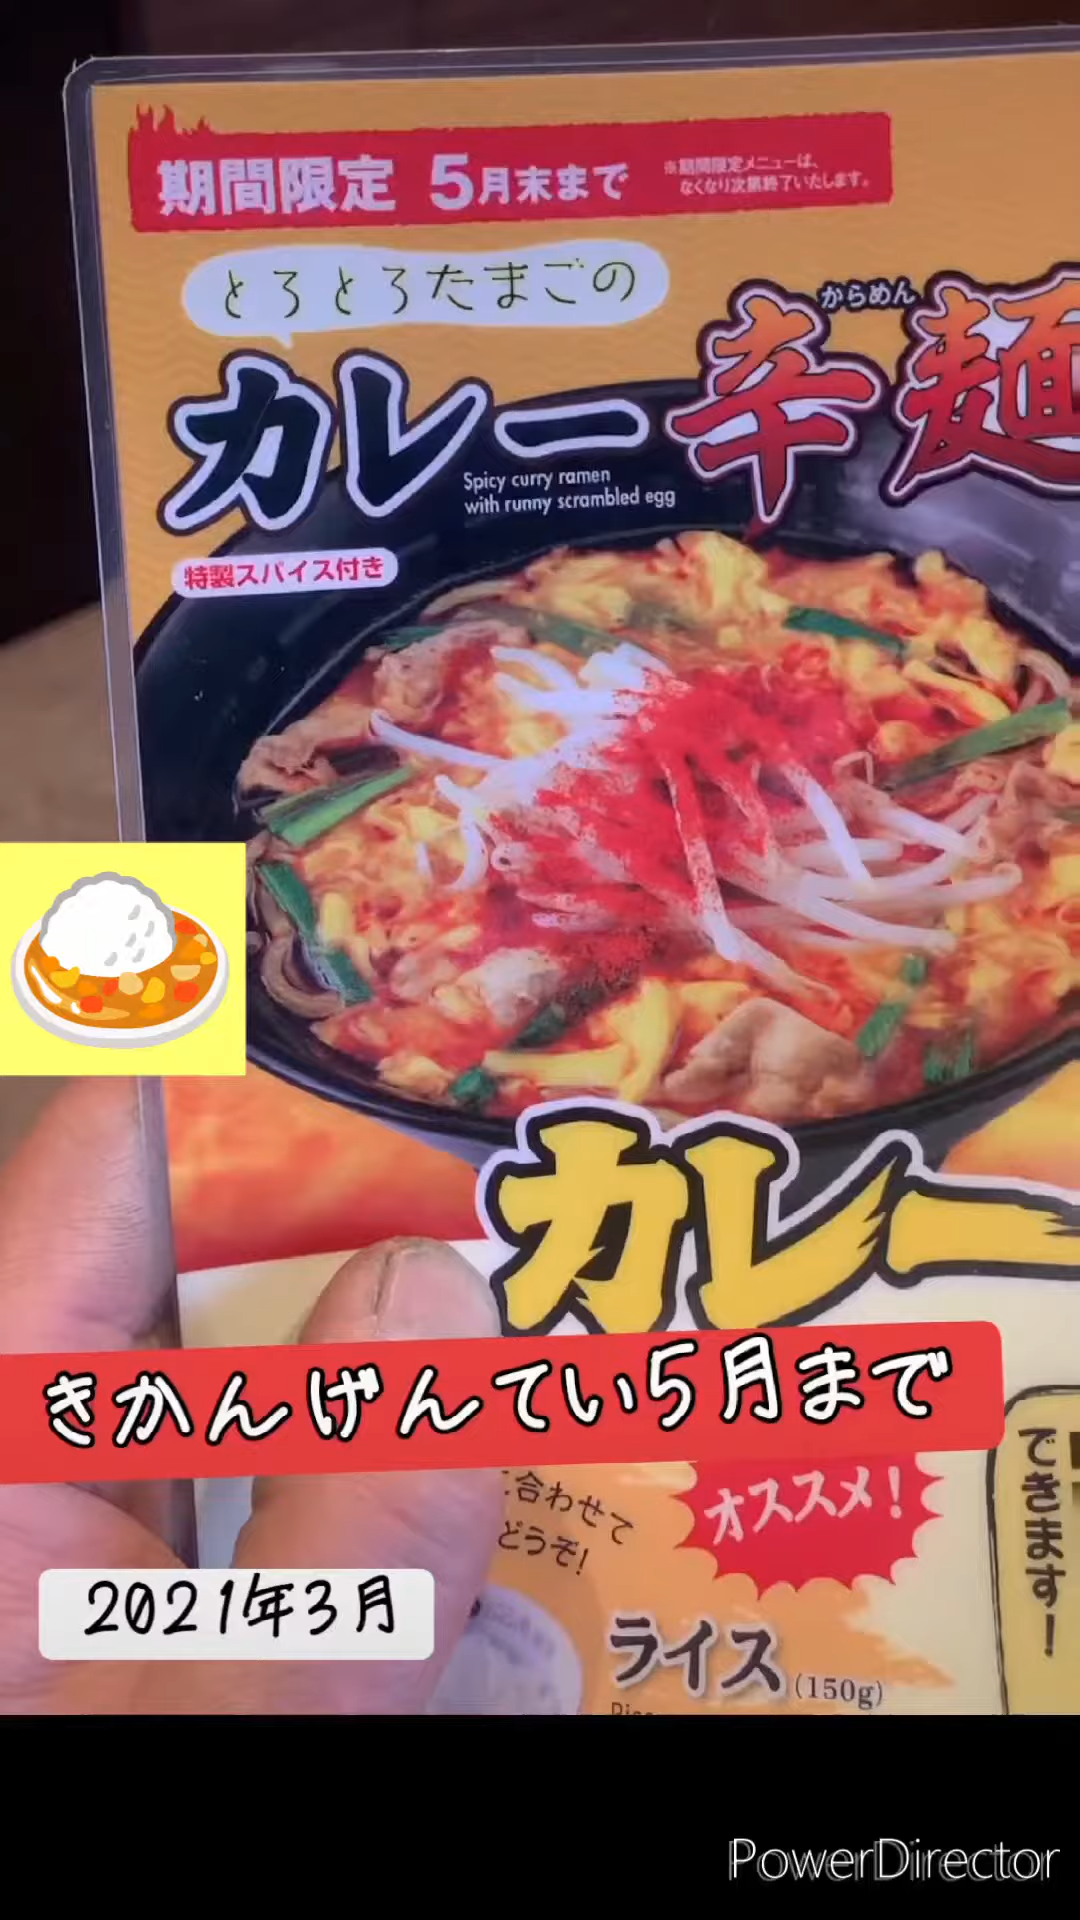 期間限定 5月末まで
※期間限定メニューは、
なくなり次第終了いたします。
とろとろたまごの
からめん
カレー辛麺
Spicy curry ramen
with runny scrambled egg
特製スパイス付き
カレー
きかんげんてい5月まで
合わせて
どうぞ!
オススメ!
できます!
2021年3月
ライス(150g)
PowerDirector